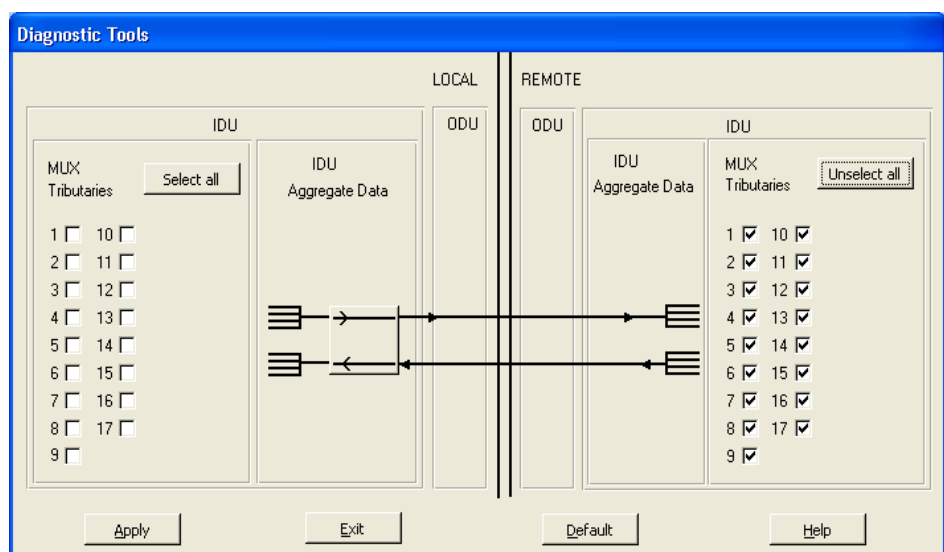 Diagnostic Tools
LOCAL REMOTE
IDU ODU ODU IDU
MUX
Tributaries
Select all
IDU
Aggregate Data
IDU
Aggregate Data
MUX
Tributaries
Unselect all
1 10
2 11
3 12
4 13
5 14
6 15
7 16
8 17
9
1 10
2 11
3 12
4 13
5 14
6 15
7 16
8 17
9
Apply Exit Default Help